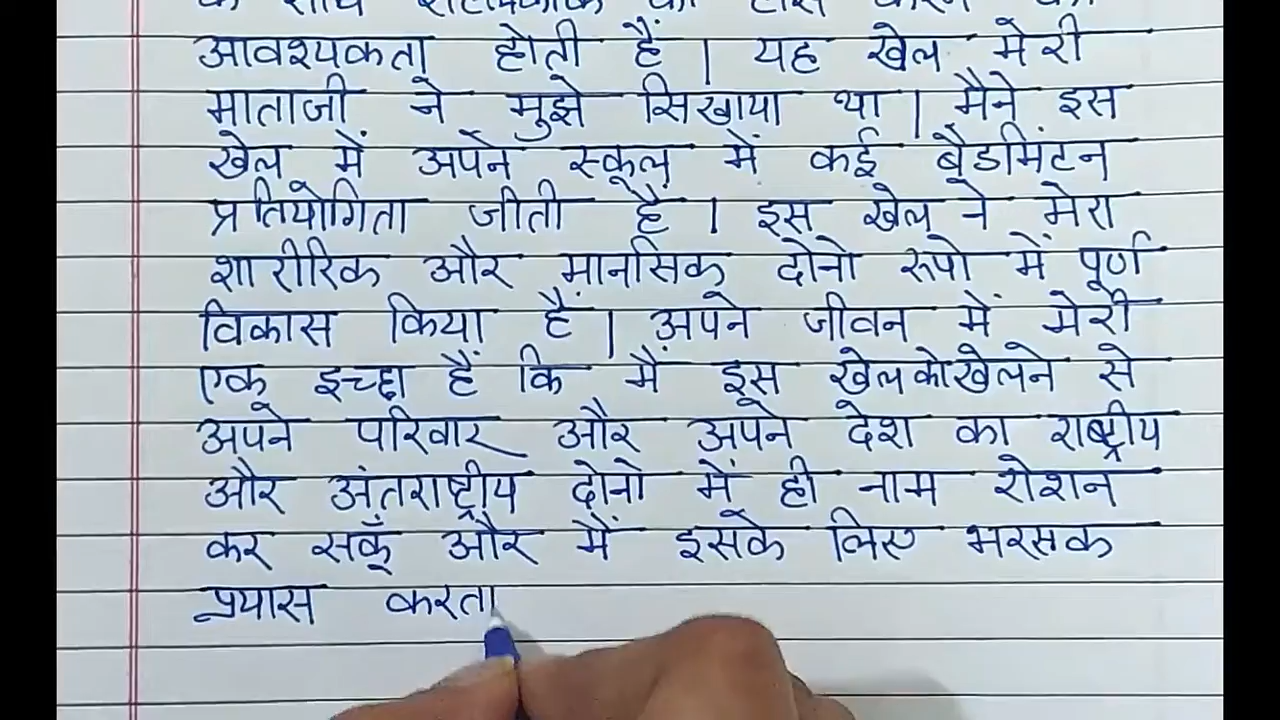 के साथ
आवश्यकता होती हैं । यह खेल मेरी
माताजी ने मुझे सिखाया था । मैने इस
खेल में अपने स्कूल में कई बैडमिंटन
प्रतियोगिता जीती है । इस खेल ने मेरा
शारीरिक और मानसिक दोनो रूपो में पूर्ण
विकास किया हैं । अपने जीवन में मेरी
एक इच्छा हैं कि मैं इस खेलकोखेलने से
अपने परिवार और अपने देश का राष्ट्रीय
और अंतराष्ट्रीय दोनो में ही नाम रोशन
कर सकूँ और मैं इसके लिए भरसक
प्रयास करता